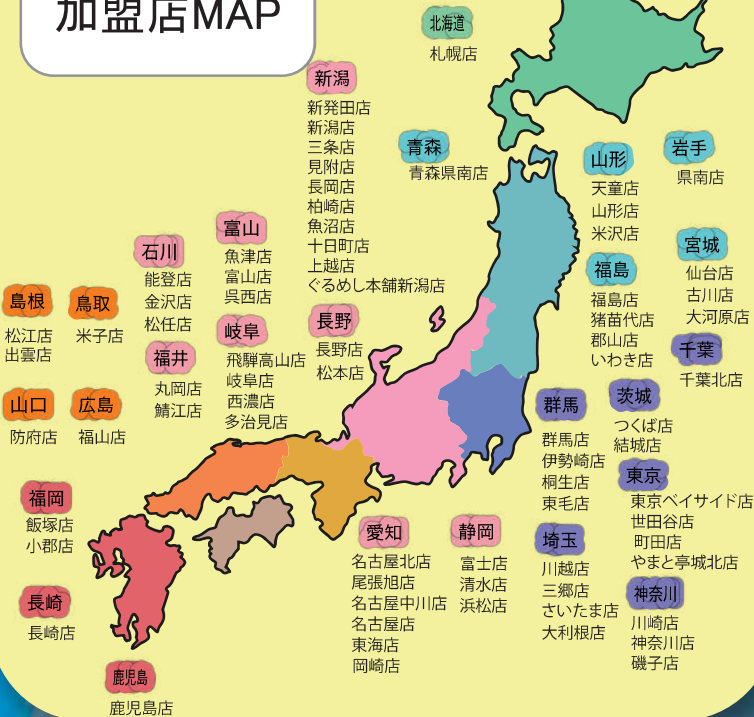 加盟店MAP
北海道
札幌店
新潟
新発田店
新潟店
三条店
見附店
長岡店
柏崎店
魚沼店
十日町店
上越店
ぐるめし本舗新潟店
青森
青森県南店
山形
天童店
山形店
米沢店
岩手
県南店
宮城
仙台店
古川店
大河原店
福島
福島店
猪苗代店
郡山店
いわき店
富山
魚津店
富山店
呉西店
石川
能登店
金沢店
松任店
島根
松江店
出雲店
鳥取
米子店
岐阜
飛騨高山店
岐阜店
西濃店
多治見店
長野
長野店
松本店
福井
丸岡店
鯖江店
千葉
千葉北店
山口
防府店
広島
福山店
群馬
群馬店
伊勢崎店
桐生店
東毛店
茨城
つくば店
結城店
東京
東京ベイサイド店
世田谷店
町田店
やまと亭城北店
福岡
飯塚店
小郡店
愛知
名古屋北店
尾張旭店
名古屋中川店
名古屋店
東海店
岡崎店
静岡
富士店
清水店
浜松店
埼玉
川越店
三郷店
さいたま店
大利根店
神奈川
川崎店
神奈川店
磯子店
長崎
長崎店
鹿児島
鹿児島店